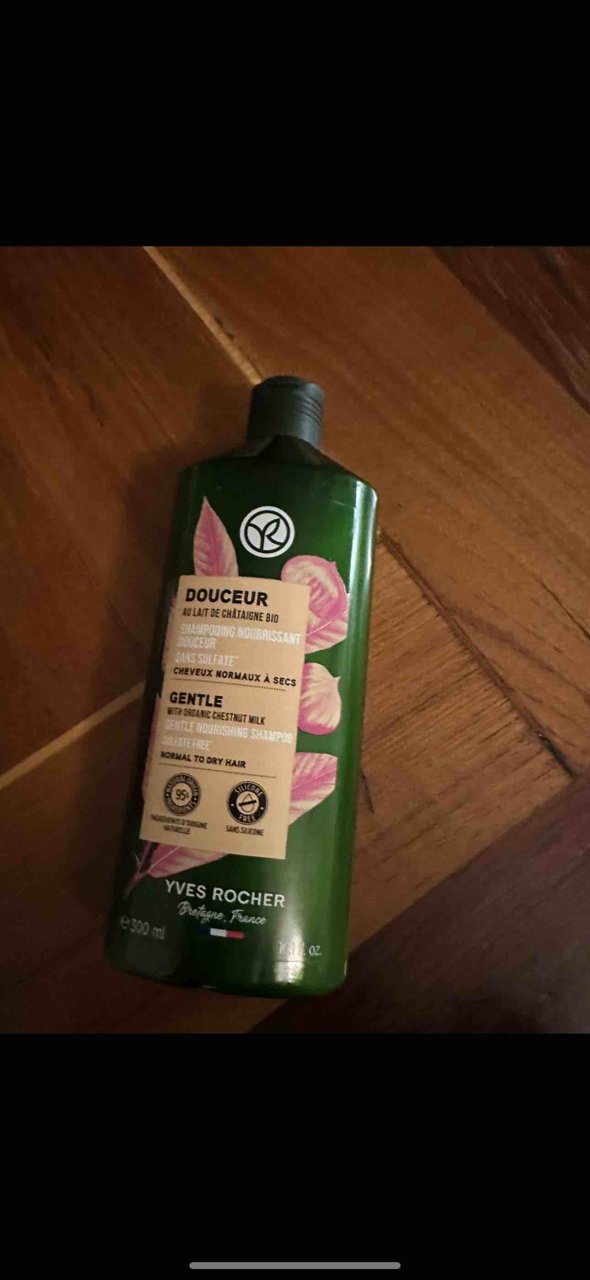 DOUCEUR
AU LAIT DE CHÂTAIGNE BIO
SHAMPOOING NOURRISSANT
DOUCEUR
SANS SULFATE*
CHEVEUX NORMAUX À SECS
GENTLE
WITH ORGANIC CHESTNUT MILK
GENTLE NOURISHING SHAMPOO
SULFATE FREE*
NORMAL TO DRY HAIR
95%
INGRÉDIENTS D'ORIGINE
NATURELLE
SILICONE
FREE
SANS SILICONE
YVES ROCHER
Bretagne, France
e 300 ml
OZ.